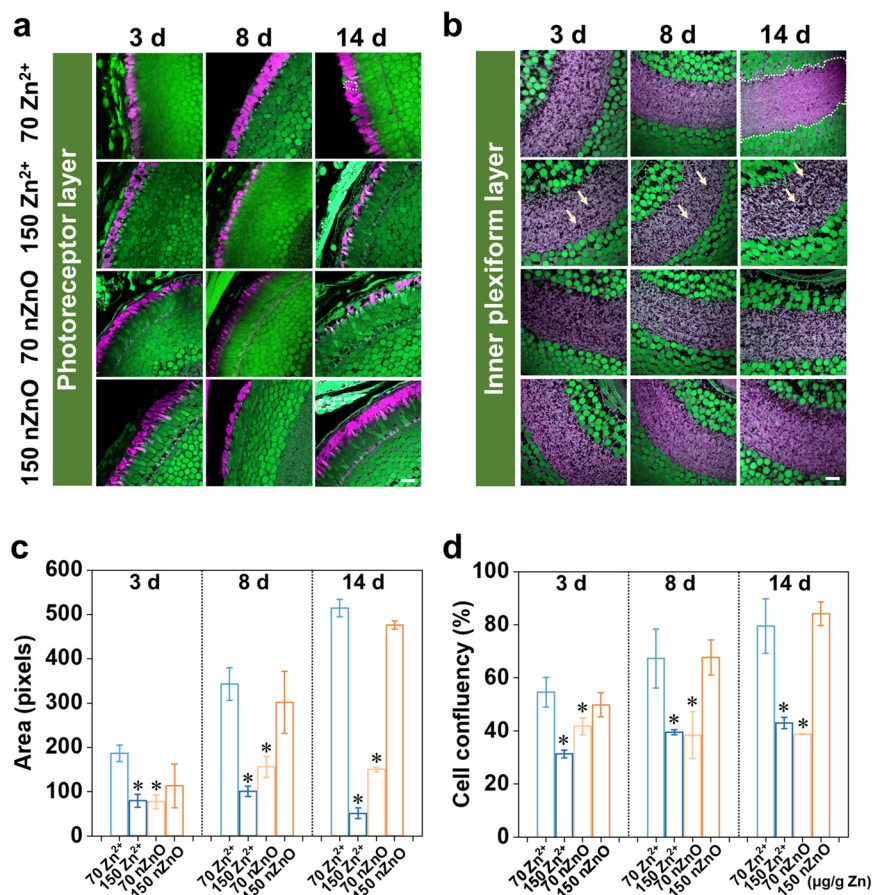 a
3 d 8 d 14 d
Photoreceptor layer
70 Zn²⁺
150 Zn²⁺
70 nZnO
150 nZnO
b
3 d 8 d 14 d
Inner plexiform layer
c
Area (pixels)
600
500
400
300
200
100
0
3 d 8 d 14 d
* *
* *
* *
70 Zn²⁺ 150 Zn²⁺ 70 nZnO 150 nZnO 70 Zn²⁺ 150 Zn²⁺ 70 nZnO 150 nZnO 70 Zn²⁺ 150 Zn²⁺ 70 nZnO 150 nZnO
d
Cell confluency (%)
100
80
60
40
20
0
3 d 8 d 14 d
* *
* *
* *
70 Zn²⁺ 150 Zn²⁺ 70 nZnO 150 nZnO 70 Zn²⁺ 150 Zn²⁺ 70 nZnO 150 nZnO 70 Zn²⁺ 150 Zn²⁺ 70 nZnO 150 nZnO (μg/g Zn)